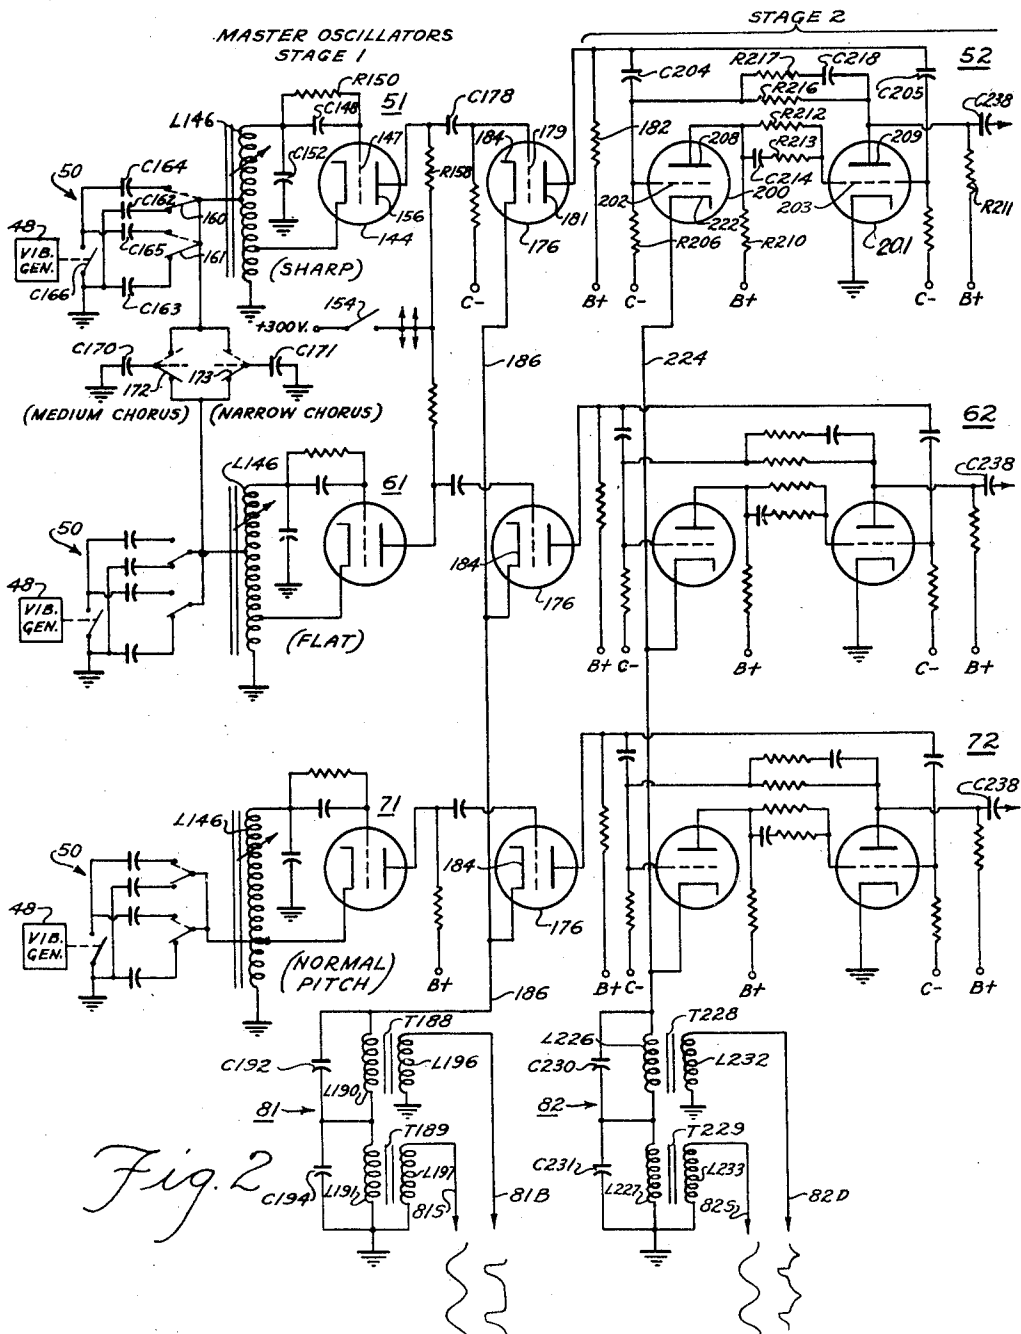 MASTER OSCILLATORS
STAGE 1
STAGE 2
R150
51
C178
C148
L146
147
184
179
C152
C164
50
C162
160
R158
156
48
VIB.
GEN.
C165
161
144
181
176
(SHARP)
C166
C163
C-
154
+300V.
186
C170
C171
172
173
(MEDIUM CHORUS)
(NARROW CHORUS)
C204
R217
C218
R216
52
C205
C238
182
R212
208
R213
209
C214
202
200
203
R211
222
201
R206
R210
B+
C-
B+
C-
B+
224
L146
61
62
C238
50
48
VIB.
GEN.
184
176
(FLAT)
B+
C-
B+
C-
B+
71
72
C238
L146
50
184
48
VIB.
GEN.
176
(NORMAL
PITCH)
B+
B+
C-
B+
C-
B+
186
T188
C192
L196
L190
81
T189
L197
C194
L191
81S
81B
T228
L226
C230
L232
82
T229
C231
L233
L227
82S
82D
Fig. 2